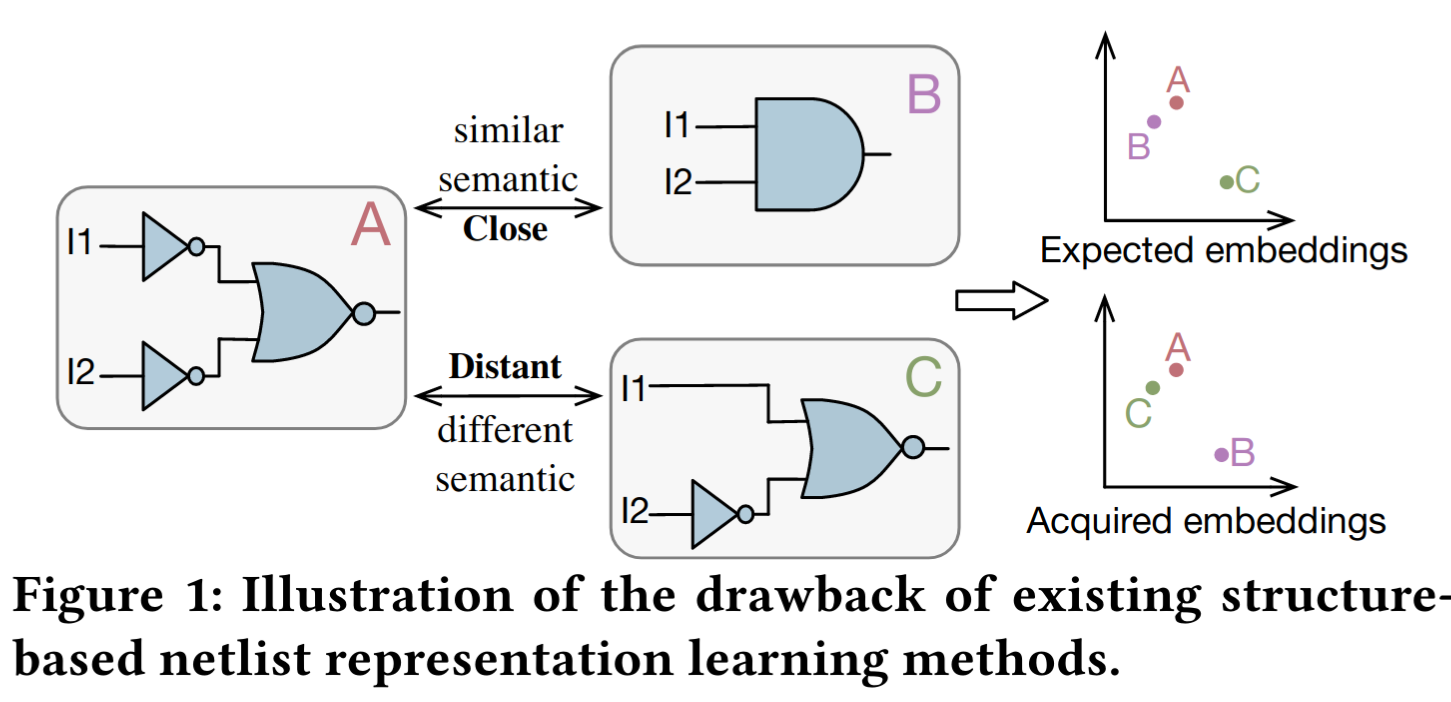 A
I1
I2
similar
semantic
Close
Distant
different
semantic
B
I1
I2
C
I1
I2
A
B
C
Expected embeddings
A
C
B
Acquired embeddings
Figure 1: Illustration of the drawback of existing structure-
based netlist representation learning methods.